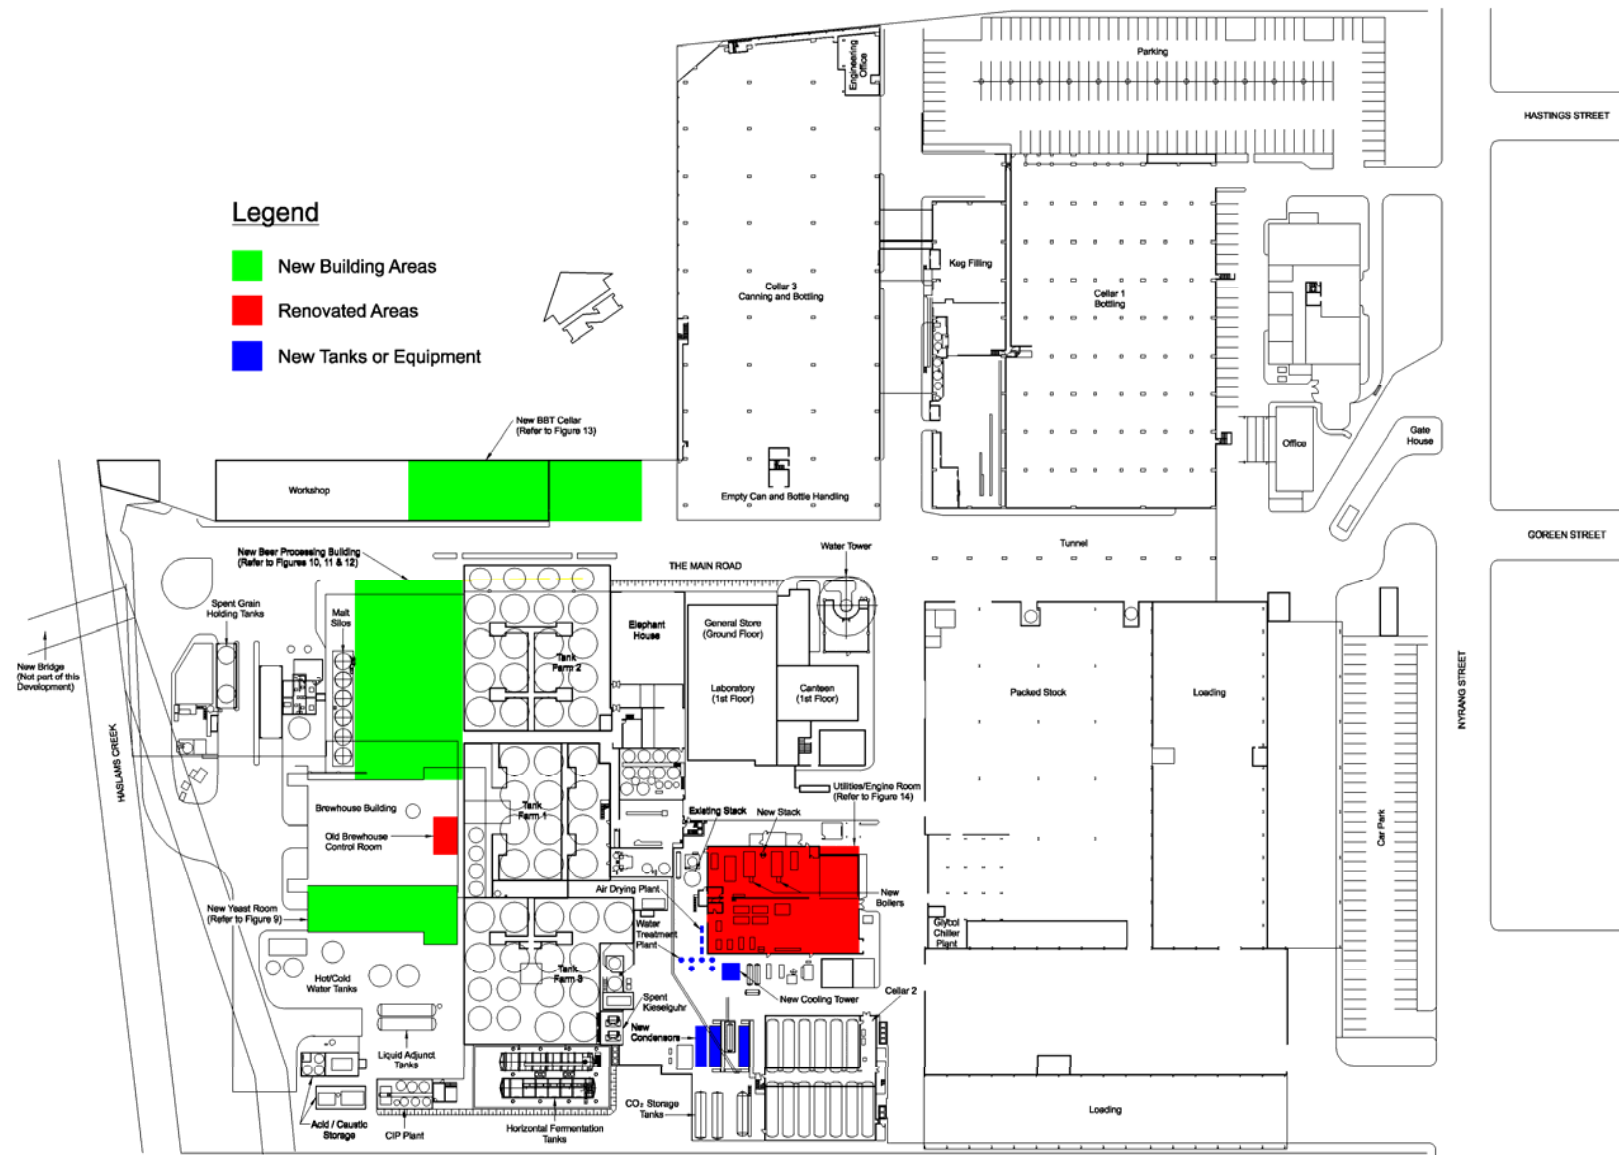 Parking
HASTINGS STREET
Engineering
Office
Legend
New Building Areas
Renovated Areas
New Tanks or Equipment
Keg Filling
Cellar 3
Canning and Bottling
Cellar 1
Bottling
New BBT Cellar
(Refer to Figure 13)
Gate
House
Office
Workshop
Empty Can and Bottle Handling
GOREEN STREET
Tunnel
Water Tower
New Beer Processing Building
(Refer to Figures 10, 11 & 12)
THE MAIN ROAD
Spent Grain
Holding Tanks
Malt
Silos
Elephant
House
General Store
(Ground Floor)
Tank
Farm 2
New Bridge
(Not part of this
Development)
Laboratory
(1st Floor)
Canteen
(1st Floor)
Packed Stock
Loading
NYRANG STREET
HASLAMS CREEK
Utilities/Engine Room
(Refer to Figure 14)
Brewhouse Building
Tank
Farm 1
Existing Stack
New Stack
Old Brewhouse
Control Room
Car Park
Air Drying Plant
New
Boilers
New Yeast Room
(Refer to Figure 9)
Water
Treatment
Plant
Glycol
Chiller
Plant
Hot/Cold
Water Tanks
Tank
Farm 3
Spent
Kieselguhr
New Cooling Tower
Cellar 2
New
Condensors
Liquid Adjunct
Tanks
CO₂ Storage
Tanks
Loading
Acid / Caustic
Storage
CIP Plant
Horizontal Fermentation
Tanks